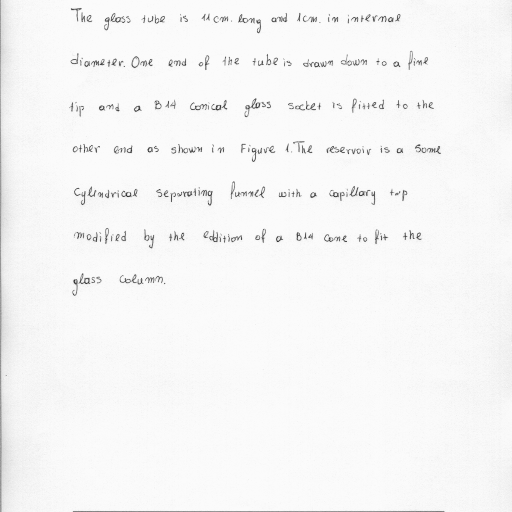 The glass tube is 11cm. long and 1cm. in internal
diameter. One end of the tube is drawn down to a fine
tip and a B14 conical glass socket is fitted to the
other end as shown in Figure 1. The reservoir is a Some
Cylindrical separating funnel with a capillary tap
modified by the eddition of a B14 cone to fit the
glass column.